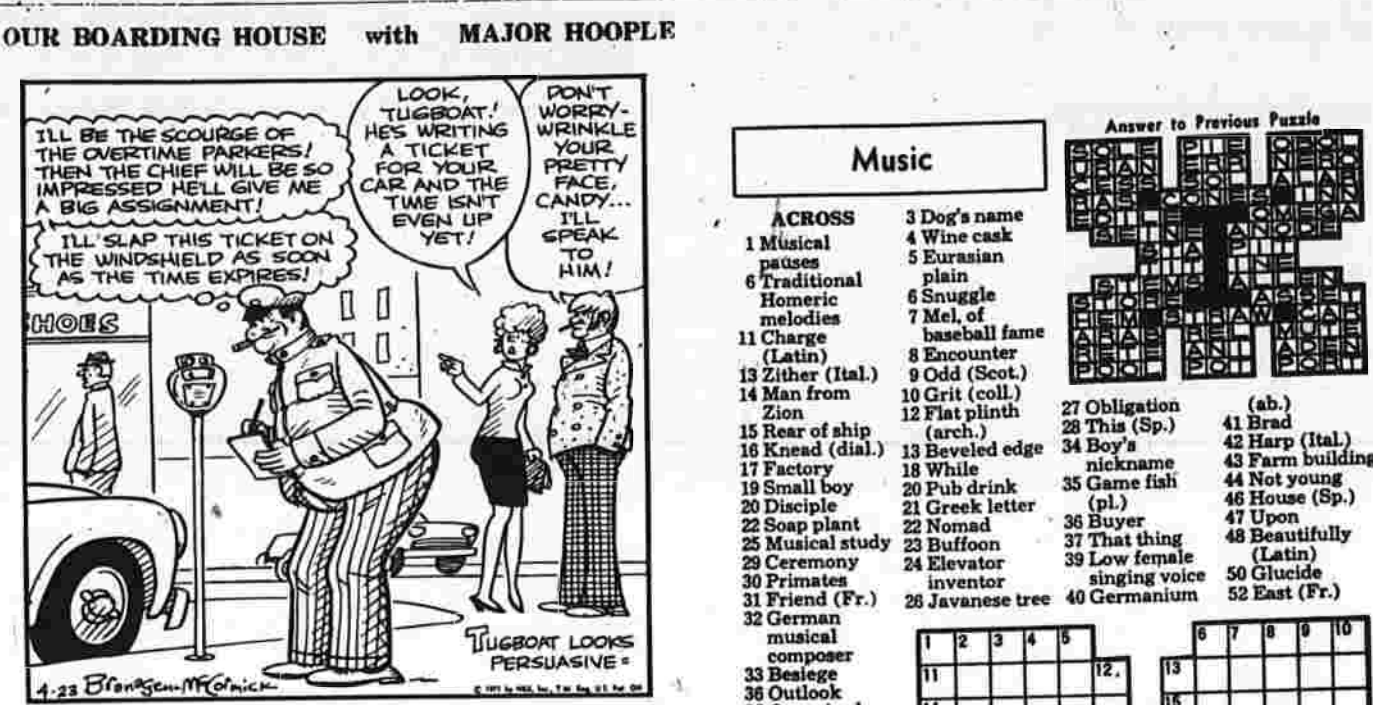 OUR BOARDING HOUSE with MAJOR HOOPLE
I'LL BE THE SCOURGE OF
THE OVERTIME PARKERS!
THEN THE CHIEF WILL BE SO
IMPRESSED HE'LL GIVE ME
A BIG ASSIGNMENT!
I'LL SLAP THIS TICKET ON
THE WINDSHIELD AS SOON
AS THE TIME EXPIRES!
LOOK,
TUGBOAT!
HE'S WRITING
A TICKET
FOR YOUR
CAR AND THE
TIME ISN'T
EVEN UP
YET!
DON'T
WORRY-
WRINKLE
YOUR
PRETTY
FACE,
CANDY...
I'LL
SPEAK
TO
HIM!
HOES
TUGBOAT LOOKS
PERSUASIVE =
4-23
© 1971 by NEA, Inc.
Music
ACROSS
1 Musical
pauses
6 Traditional
Homeric
melodies
11 Charge
(Latin)
13 Zither (Ital.)
14 Man from
Zion
15 Rear of ship
16 Knead (dial.)
17 Factory
19 Small boy
20 Disciple
22 Soap plant
25 Musical study
29 Ceremony
30 Primates
31 Friend (Fr.)
32 German
musical
composer
33 Besiege
36 Outlook
3 Dog's name
4 Wine cask
5 Eurasian
plain
6 Snuggle
7 Mel, of
baseball fame
8 Encounter
9 Odd (Scot.)
10 Grit (coll.)
12 Flat plinth
(arch.)
13 Beveled edge
18 While
20 Pub drink
21 Greek letter
22 Nomad
23 Buffoon
24 Elevator
inventor
26 Javanese tree
Answer to Previous Puzzle
27 Obligation
28 This (Sp.)
34 Boy's
nickname
35 Game fish
(pl.)
36 Buyer
37 That thing
39 Low female
singing voice
40 Germanium
(ab.)
41 Brad
42 Harp (Ital.)
43 Farm building
44 Not young
46 House (Sp.)
47 Upon
48 Beautifully
(Latin)
50 Glucide
52 East (Fr.)
1 2 3 4 5
6 7 8 9 10
11 12
13
14
15